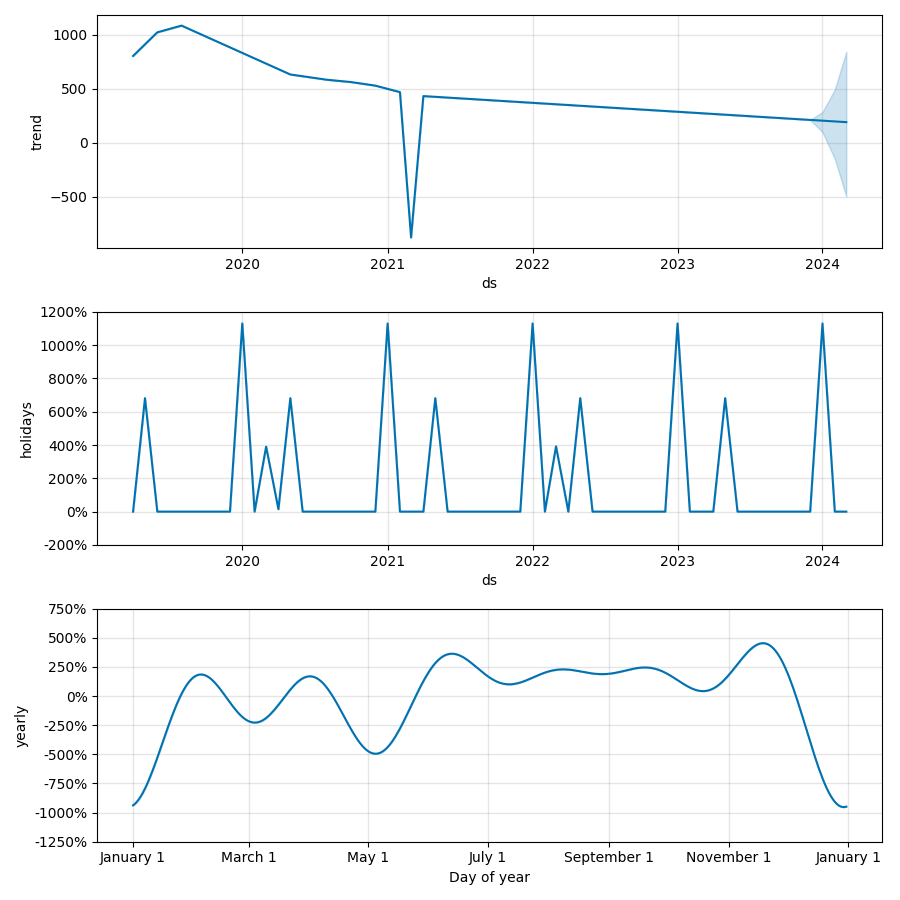 1000
500
0
−500
trend
2020 2021 2022 2023 2024
ds
1200%
1000%
800%
600%
400%
200%
0%
-200%
holidays
2020 2021 2022 2023 2024
ds
750%
500%
250%
0%
-250%
-500%
-750%
-1000%
-1250%
yearly
January 1 March 1 May 1 July 1 September 1 November 1 January 1
Day of year